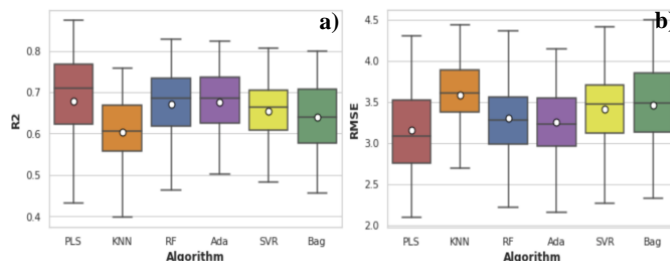 a)
0.8
0.7
0.6
0.5
0.4
R2
PLS KNN RF Ada SVR Bag
Algorithm
b)
4.5
4.0
3.5
3.0
2.5
2.0
RMSE
PLS KNN RF Ada SVR Bag
Algorithm